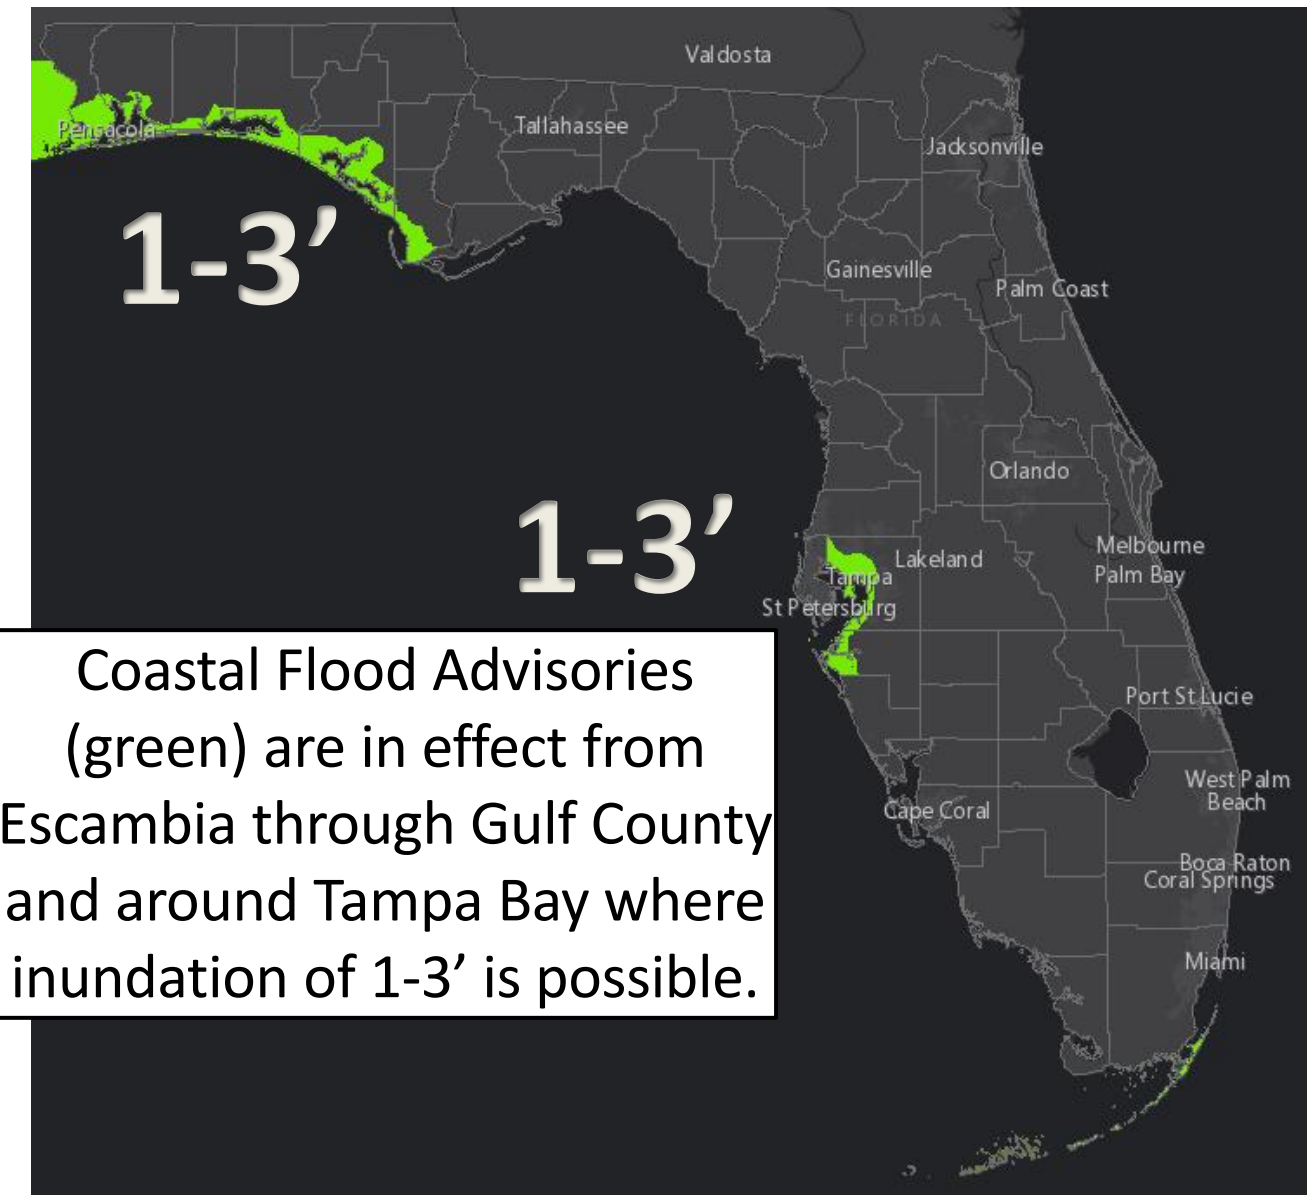 Valdosta
Tallahassee
Pensacola
Jacksonville
1-3’
Gainesville
Palm Coast
FLORIDA
Orlando
1-3’
Melbourne
Lakeland
Palm Bay
Tampa
St Petersburg
Coastal Flood Advisories
(green) are in effect from
Escambia through Gulf County
and around Tampa Bay where
inundation of 1-3’ is possible.
Port St Lucie
West Palm
Beach
Cape Coral
Boca Raton
Coral Springs
Miami